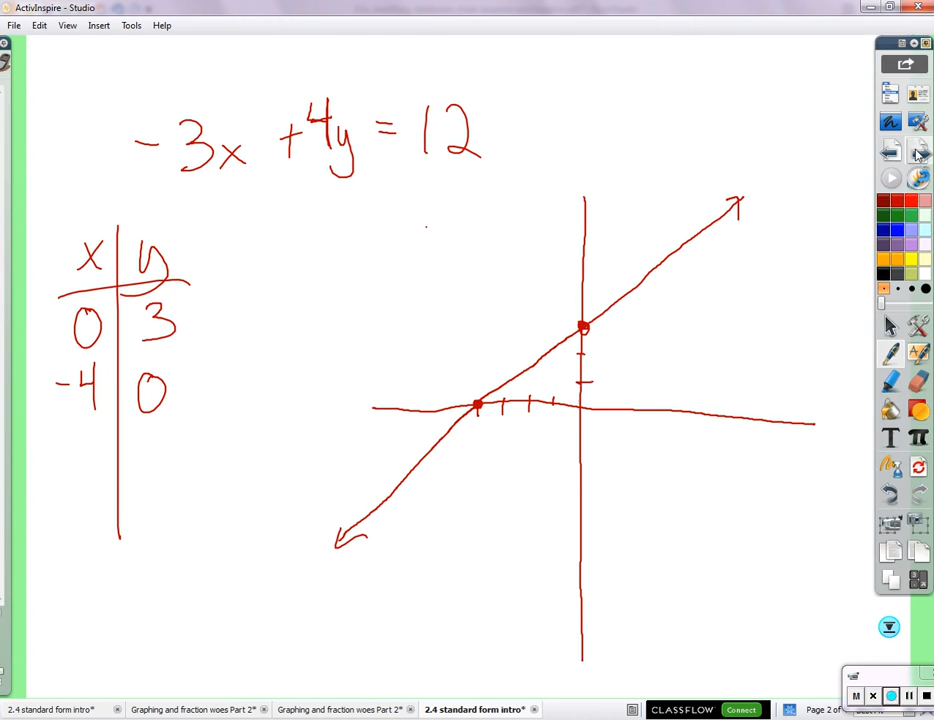 ActivInspire - Studio
File Edit View Insert Tools Help
-3x +4y = 12
x y
0 3
-4 0
2.4 standard form intro* Graphing and fraction woes Part 2* Graphing and fraction woes Part 2* 2.4 standard form intro* CLASSFLOW Connect Page 2 of
M